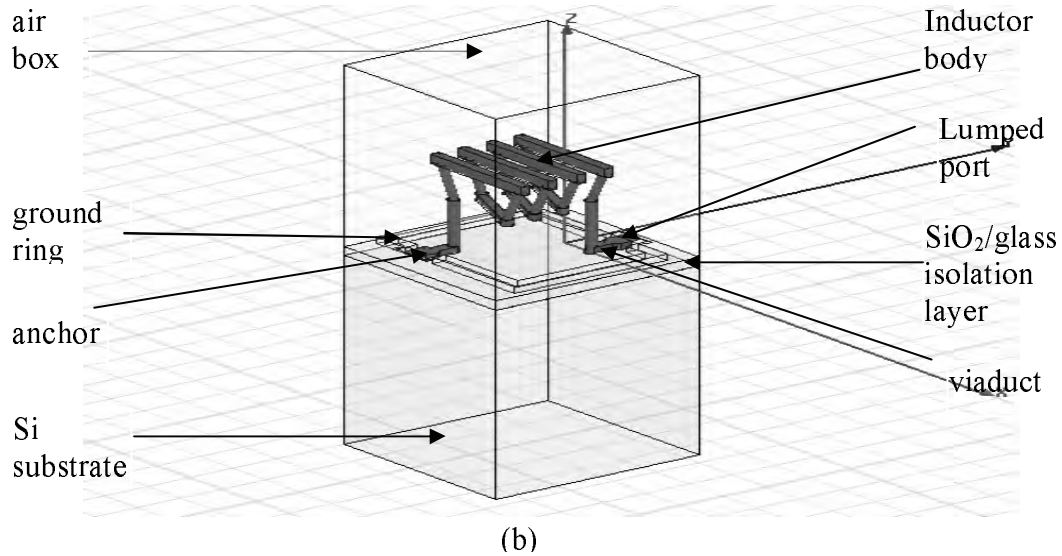 air
box
Z
Inductor
body
Lumped
port
ground
ring
SiO₂/glass
isolation
layer
anchor
viaduct
Si
substrate
(b)